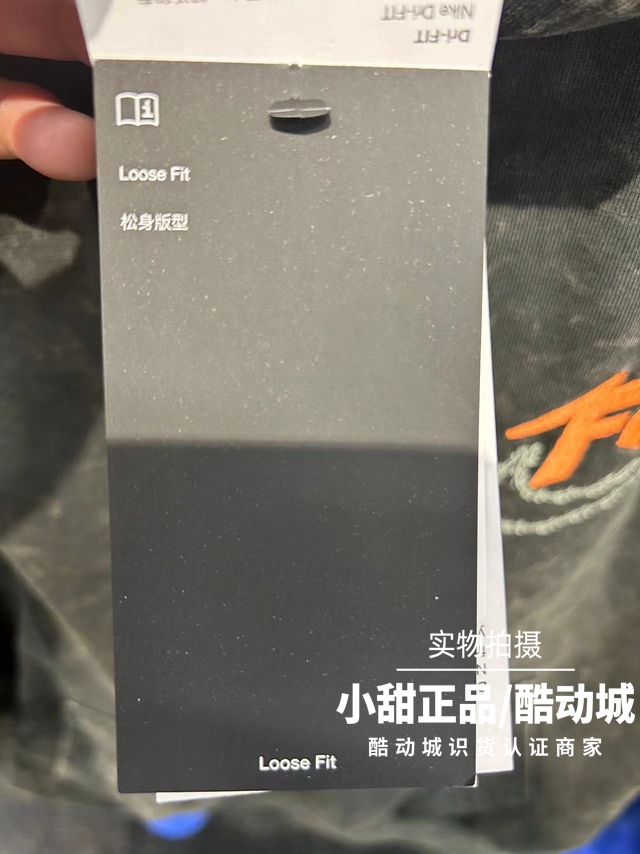 Nike Dri-FIT
Dri-FIT
Loose Fit
松身版型
Loose Fit
实物拍摄
小甜正品/酷动城
酷动城识货认证商家